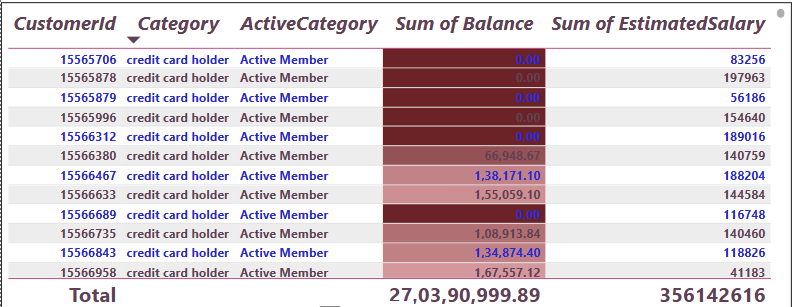 CustomerId Category ActiveCategory Sum of Balance Sum of EstimatedSalary
15565706 credit card holder Active Member 0.00 83256
15565878 credit card holder Active Member 0.00 197963
15565879 credit card holder Active Member 0.00 56186
15565996 credit card holder Active Member 0.00 154640
15566312 credit card holder Active Member 0.00 189016
15566380 credit card holder Active Member 66,948.67 140759
15566467 credit card holder Active Member 1,38,171.10 188204
15566633 credit card holder Active Member 1,55,059.10 144584
15566689 credit card holder Active Member 0.00 116748
15566735 credit card holder Active Member 1,08,913.84 140460
15566843 credit card holder Active Member 1,34,874.40 118826
15566958 credit card holder Active Member 1,67,557.12 41183
Total 27,03,90,999.89 356142616